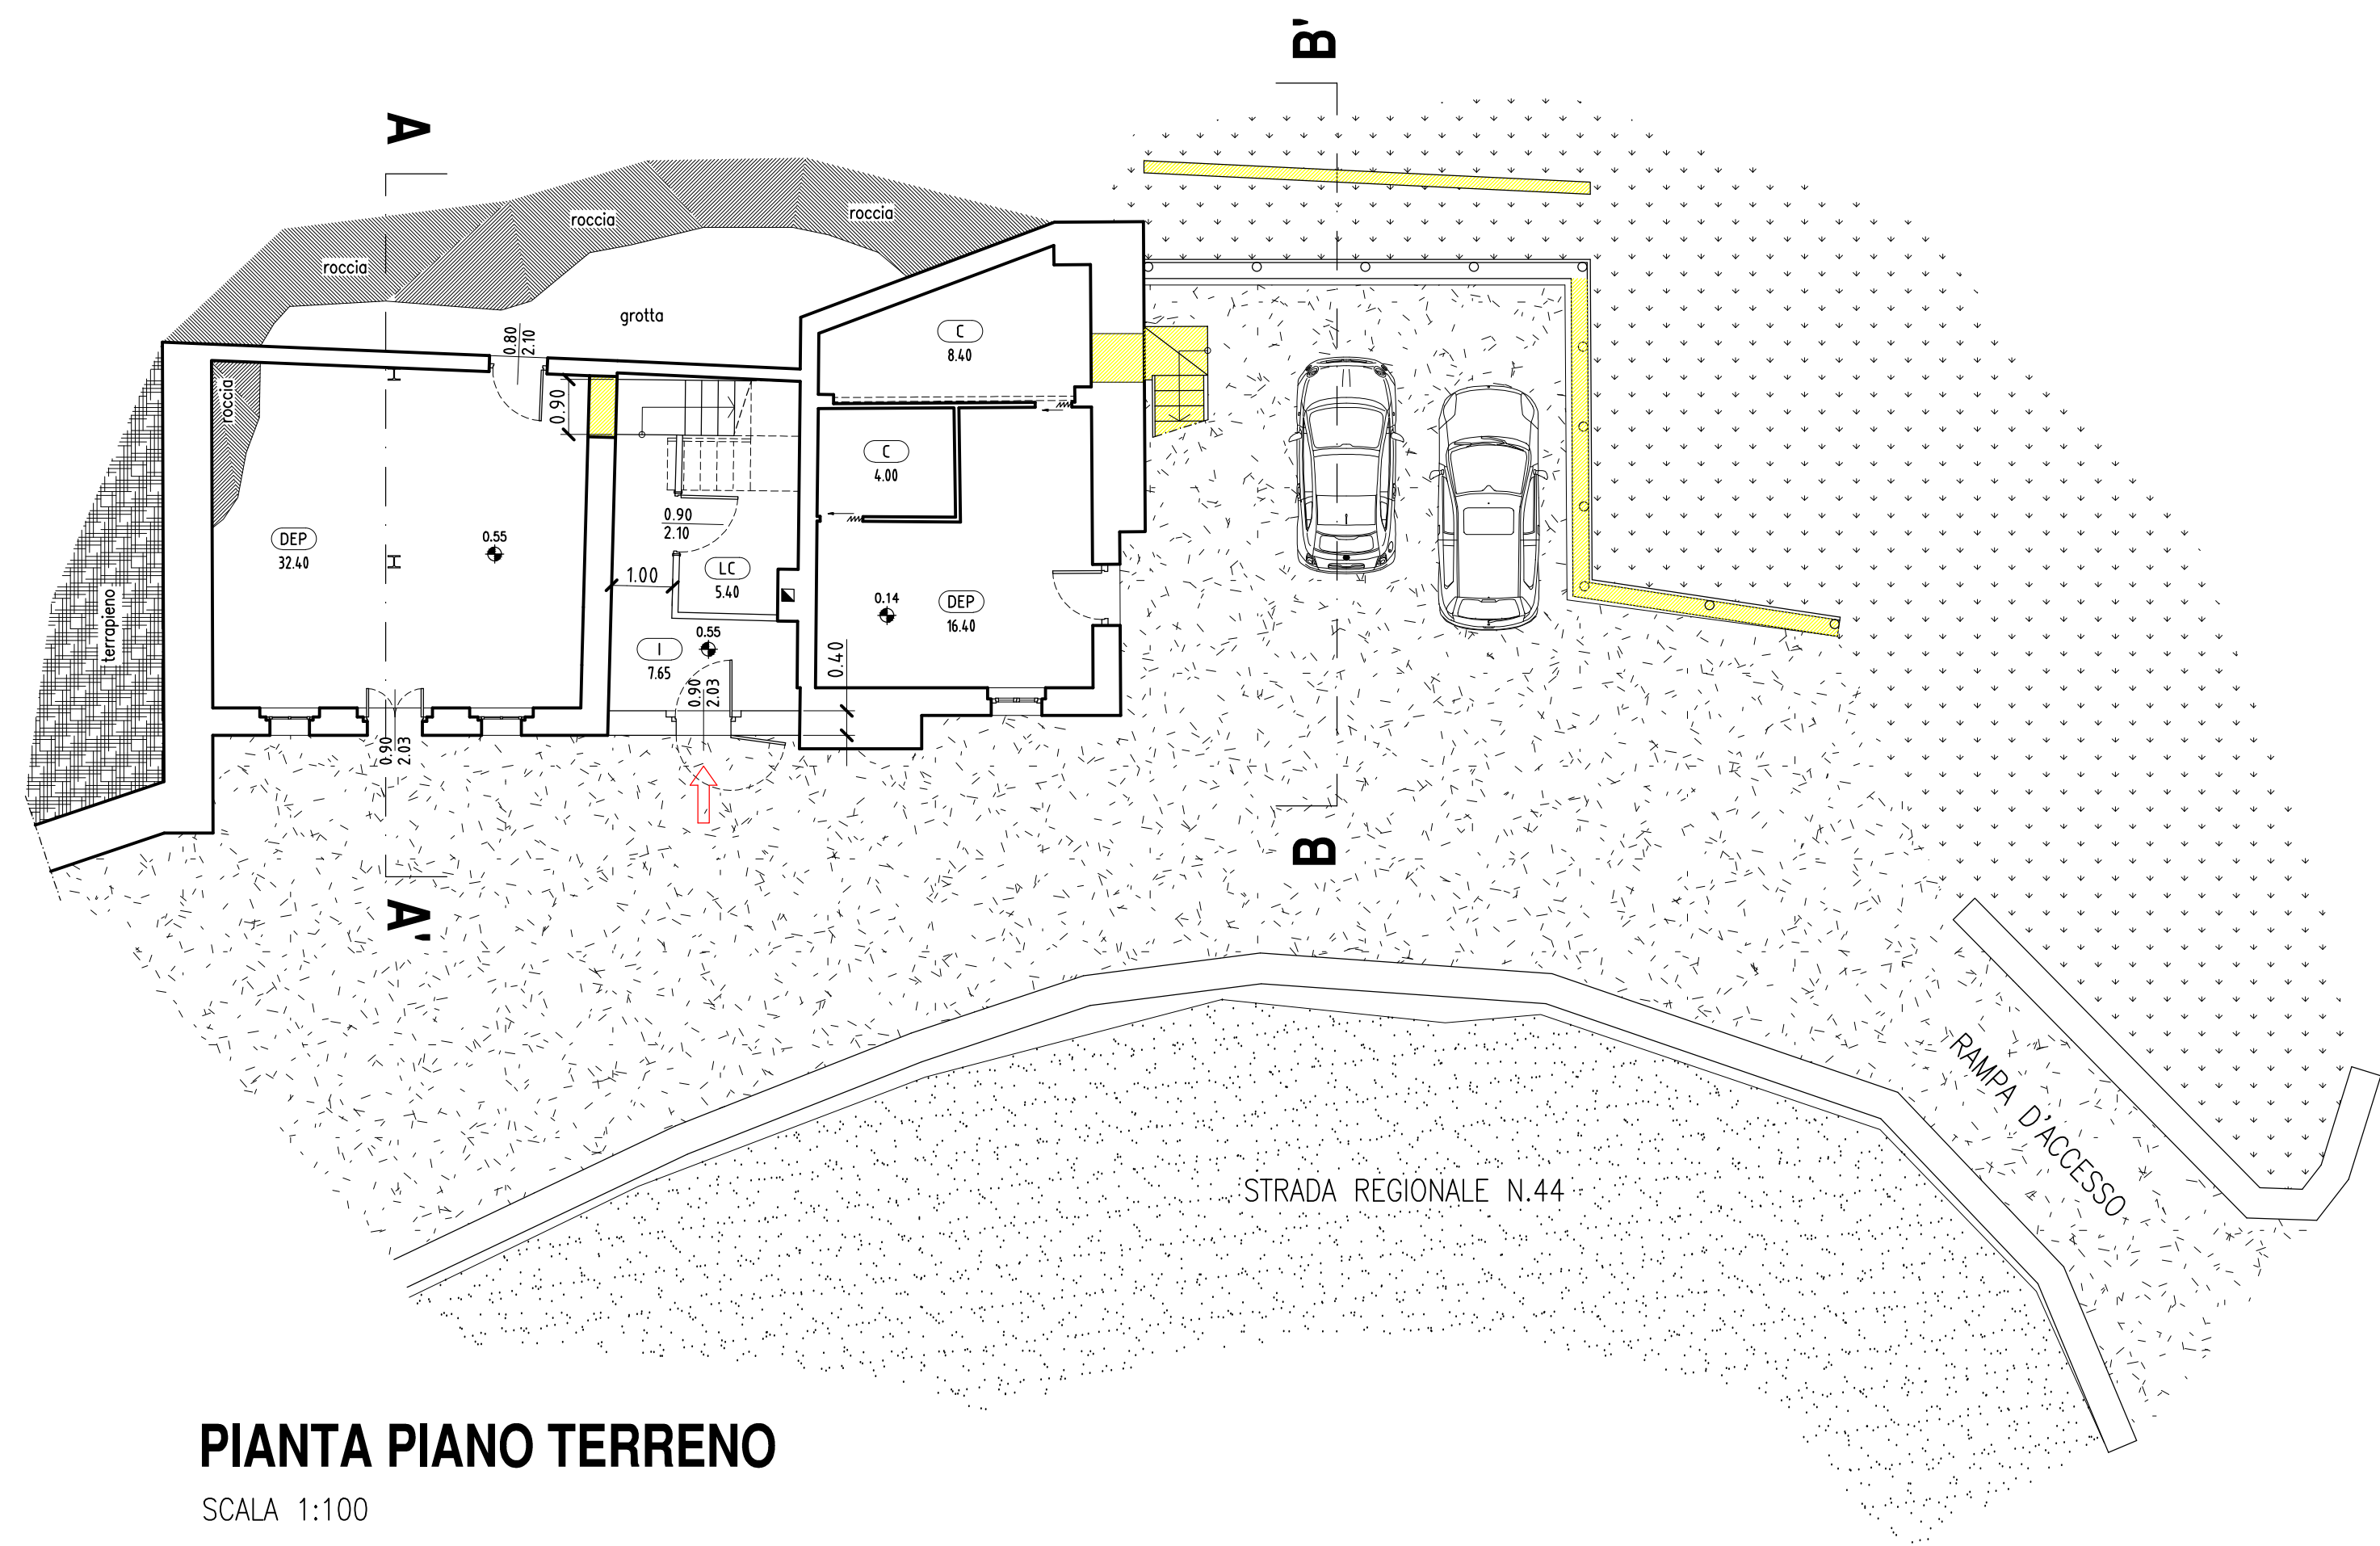 B'
A
roccia
roccia
roccia
grotta
0.80
2.10
C
8.40
roccia
0.90
C
4.00
0.90
2.10
DEP
32.40
0.55
1.00
LC
5.40
terrapieno
0.14
DEP
16.40
0.55
I
7.65
0.40
0.90
2.03
0.90
2.03
B
A'
RAMPA D'ACCESSO
STRADA REGIONALE N.44
PIANTA PIANO TERRENO
SCALA 1:100